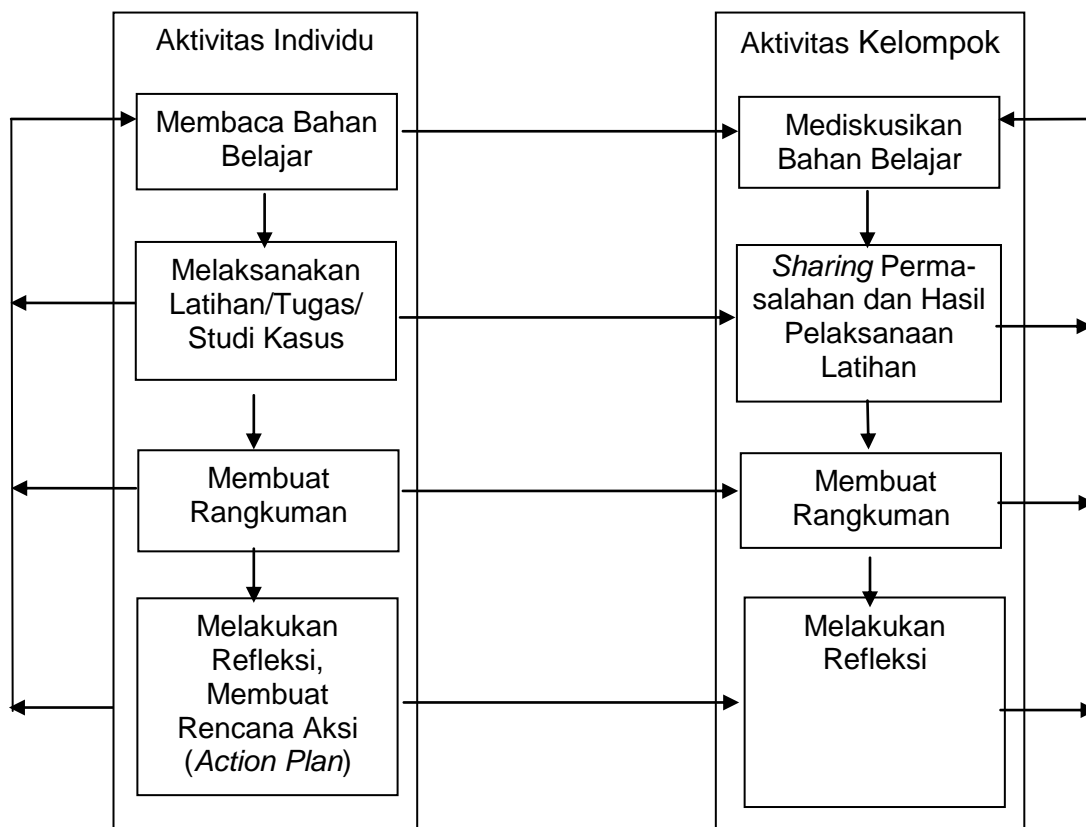 Aktivitas Individu
Membaca Bahan
Belajar
Melaksanakan
Latihan/Tugas/
Studi Kasus
Membuat
Rangkuman
Melakukan
Refleksi,
Membuat
Rencana Aksi
(Action Plan)
Aktivitas Kelompok
Mediskusikan
Bahan Belajar
Sharing Perma-
salahan dan Hasil
Pelaksanaan
Latihan
Membuat
Rangkuman
Melakukan
Refleksi